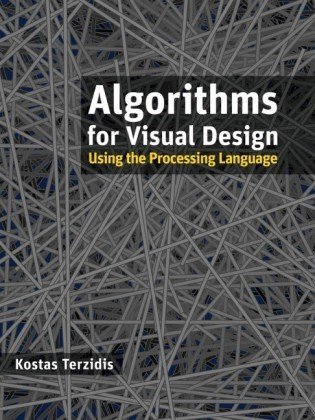 Algorithms
for Visual Design
Using the Processing Language
Kostas Terzidis